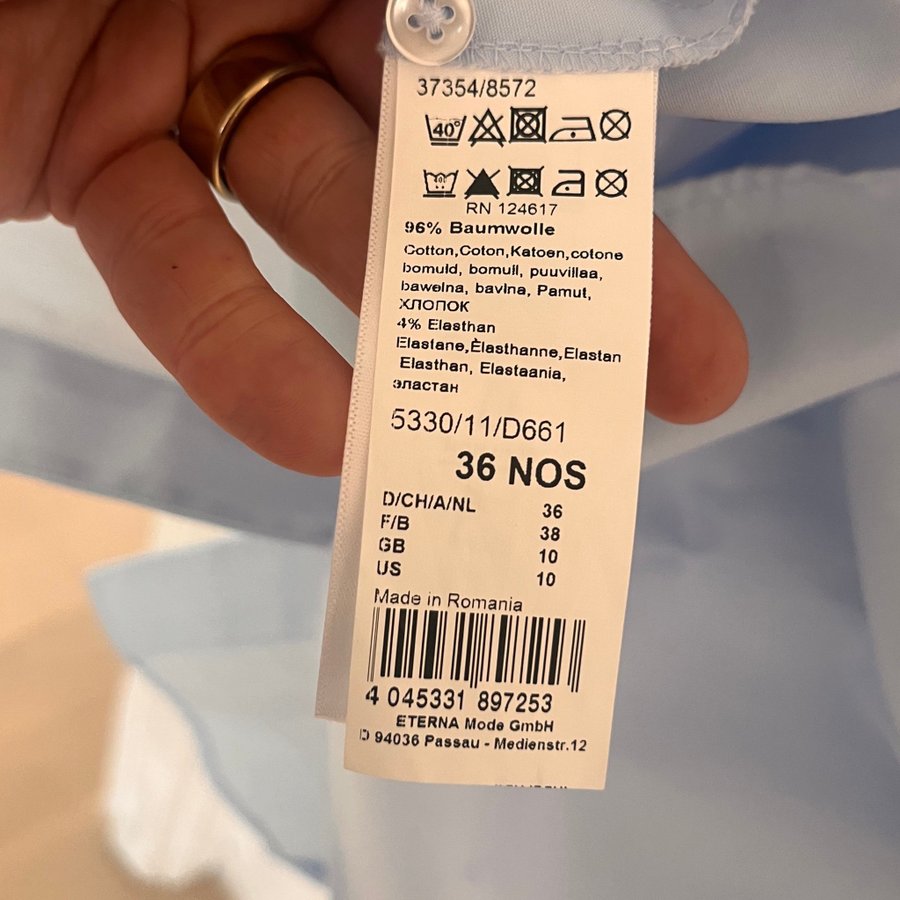 37354/8572
40°
RN 124617
96% Baumwolle
Cotton,Coton,Katoen,cotone
bomuld, bomull, puuvillaa,
bawelna, bavlna, Pamut,
ХЛОПОК
4% Elasthan
Elastane,Èlasthanne,Elastan
Elasthan, Elastaania,
эластан
5330/11/D661
36 NOS
D/CH/A/NL 36
F/B 38
GB 10
US 10
Made in Romania
4 045331 897253
ETERNA Mode GmbH
D 94036 Passau - Medienstr.12